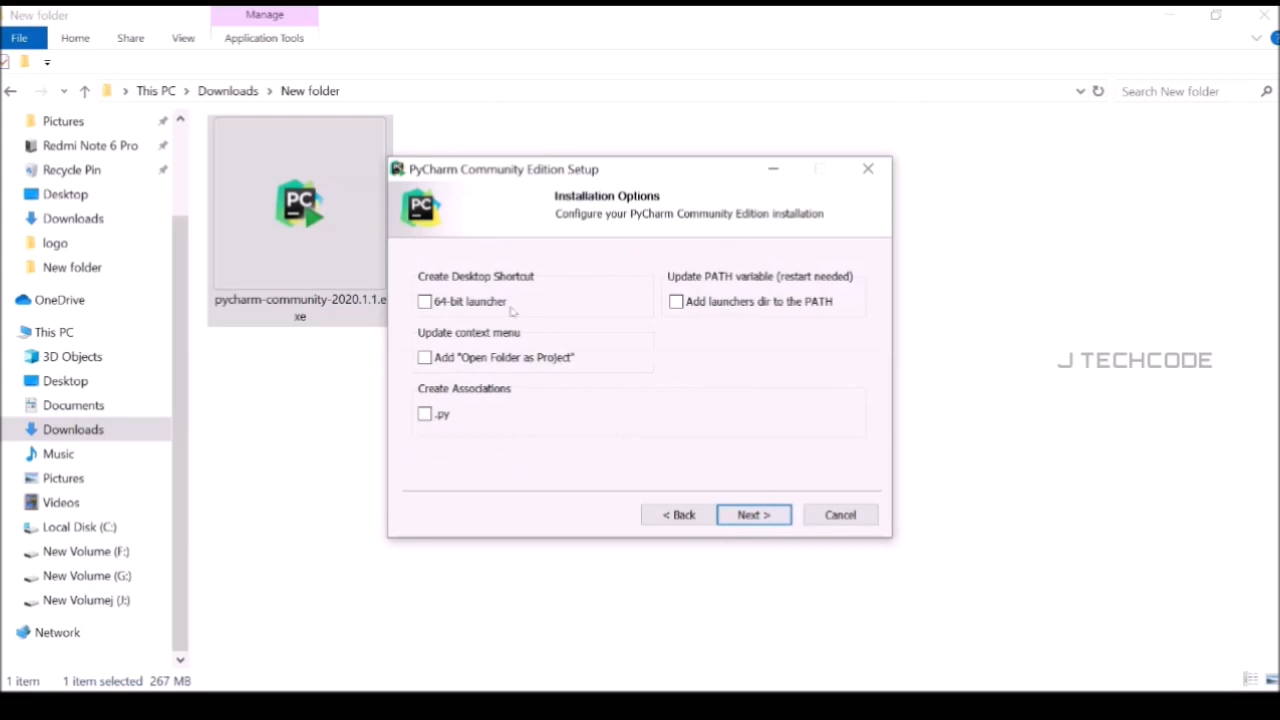 New folder
Manage
File
Home
Share
View
Application Tools
This PC
Downloads
New folder
Search New folder
Pictures
Redmi Note 6 Pro
Recycle Pin
Desktop
Downloads
logo
New folder
OneDrive
This PC
3D Objects
Desktop
Documents
Downloads
Music
Pictures
Videos
Local Disk (C:)
New Volume (F:)
New Volume (G:)
New Volumej (J:)
Network
PC
pycharm-community-2020.1.1.e
xe
PyCharm Community Edition Setup
PC
Installation Options
Configure your PyCharm Community Edition installation
Create Desktop Shortcut
64-bit launcher
Update PATH variable (restart needed)
Add launchers dir to the PATH
Update context menu
Add "Open Folder as Project"
Create Associations
.py
< Back
Next >
Cancel
J TECHCODE
1 item
1 item selected 267 MB